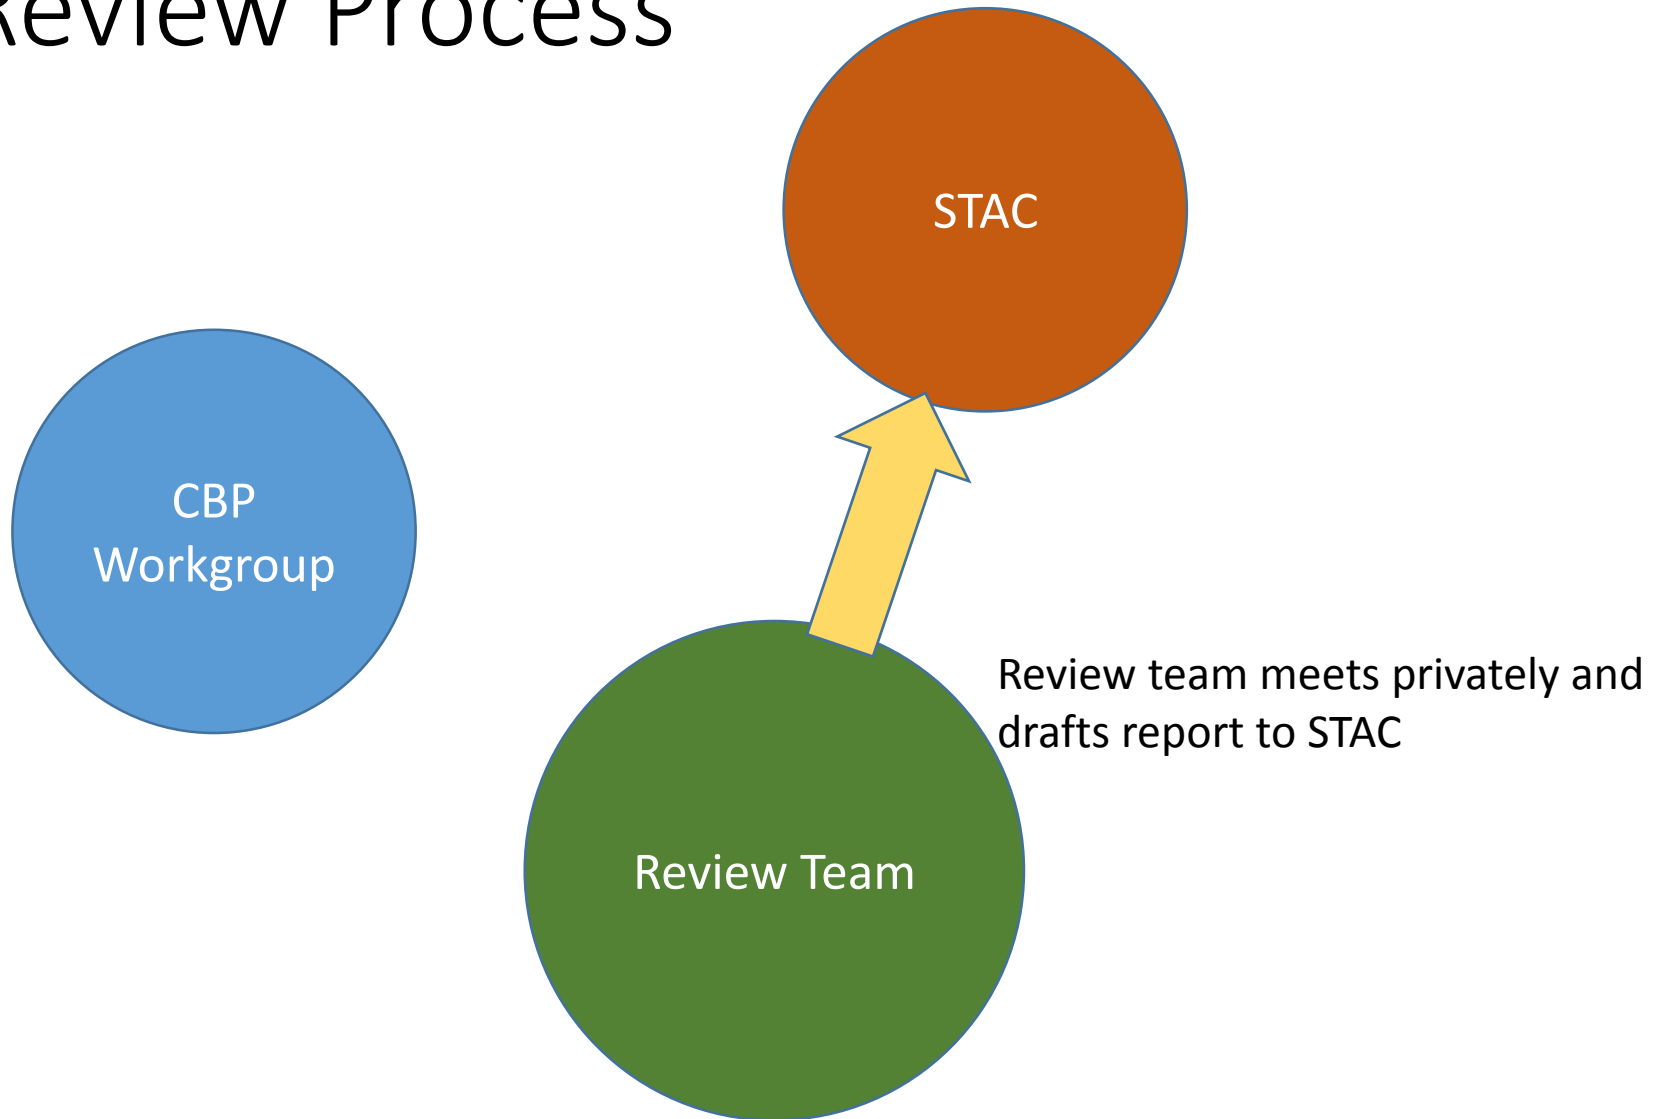 Review Process
STAC
CBP
Workgroup
Review team meets privately and
drafts report to STAC
Review Team